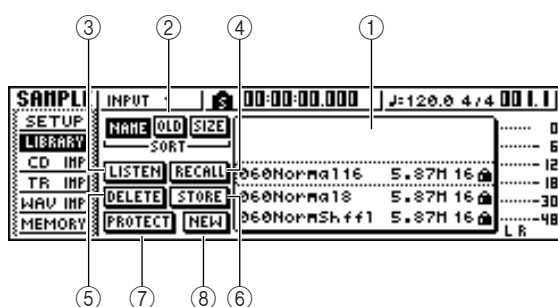 ③ ② ④ ①
SAMPLE INPUT 1 S 00:00:00.000 ♩=120.0 4/4 001.1
SETUP
LIBRARY
CD IMP
TR IMP
WAV IMP
MEMORY
NAME OLD SIZE
SORT
LISTEN RECALL
DELETE STORE
PROTECT NEW
060Normal16 5.87M 16
060Normal8 5.87M 16
060NormShffl 5.87M 16
0
6
12
18
30
48
L R
⑤ ⑦ ⑧ ⑥